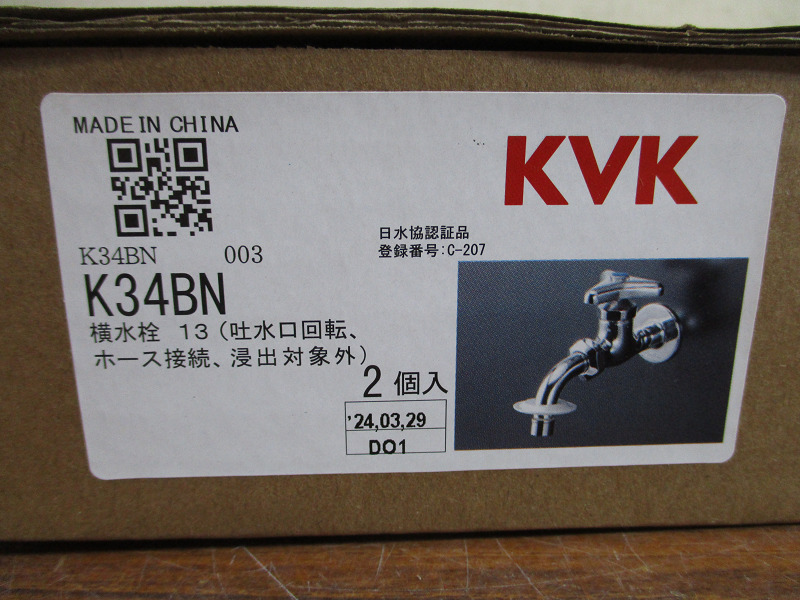 MADE IN CHINA
KVK
日水協認証品
登録番号:C-207
K34BN 003
K34BN
横水栓 13(吐水口回転、
ホース接続、浸出対象外)
2個入
'24,03,29
DO1